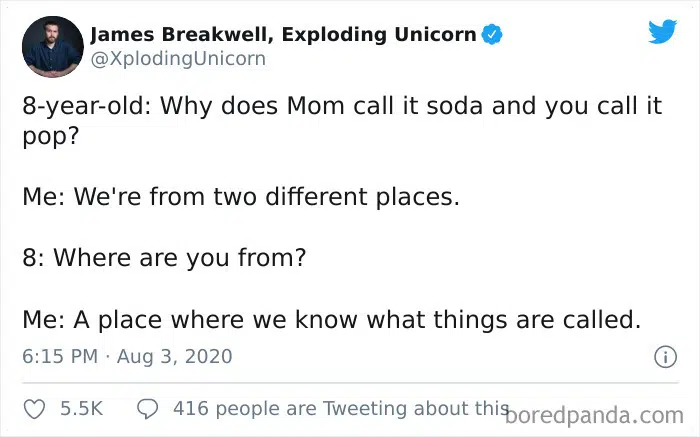 James Breakwell, Exploding Unicorn
@XplodingUnicorn
8-year-old: Why does Mom call it soda and you call it
pop?
Me: We're from two different places.
8: Where are you from?
Me: A place where we know what things are called.
6:15 PM · Aug 3, 2020
5.5K 416 people are Tweeting about this
boredpanda.com